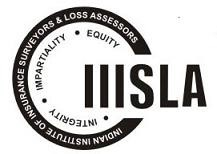 INDIAN INSTITUTE OF INSURANCE SURVEYORS & LOSS ASSESSORS
• IMPARTIALITY • EQUITY • INTEGRITY
IIISLA